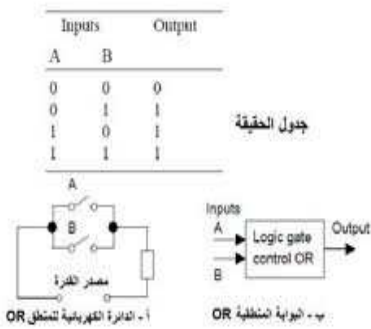 Inputs Output
A B
0 0 0
0 1 1
1 0 1
1 1 1
جدول الحقيقة
A
B
مصدر القدرة
أ - الدائرة الكهربائية للمنطق OR
Inputs
A
B
Logic gate
control OR
Output
ب - البوابة المنطقية OR